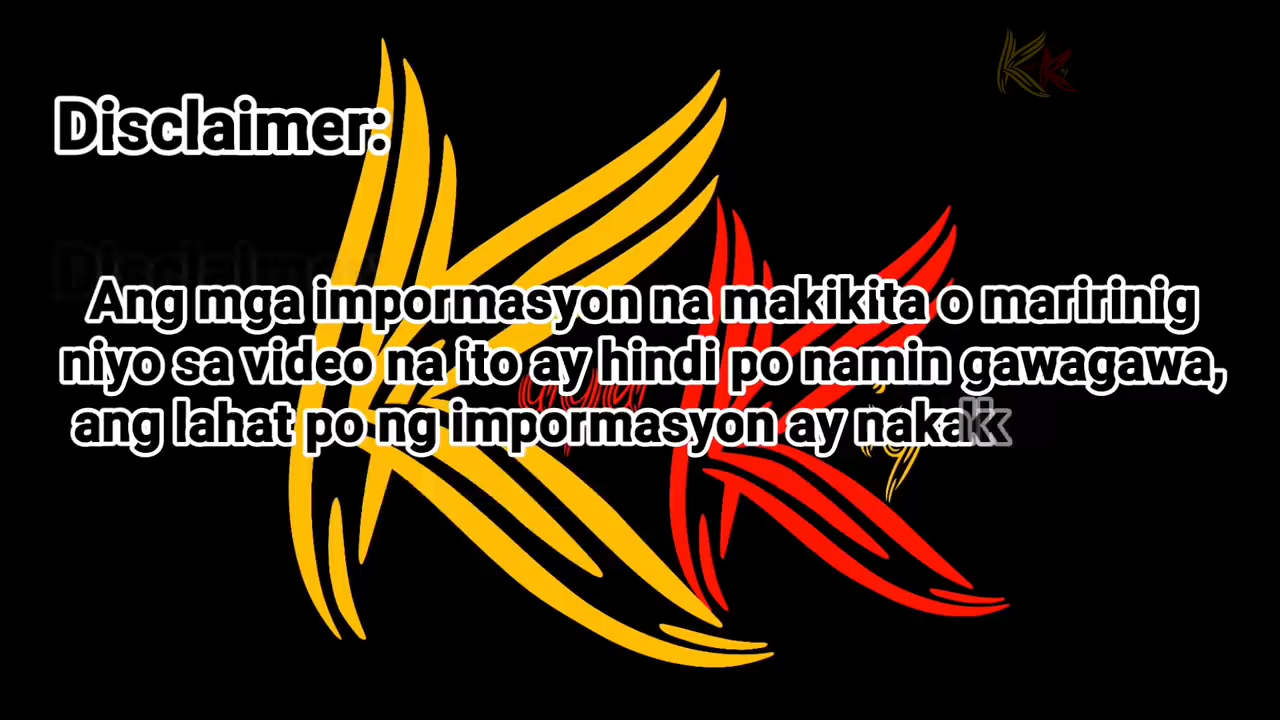 Disclaimer:
Ang mga impormasyon na makikita o maririnig
niyo sa video na ito ay hindi po namin gawagawa,
ang lahat po ng impormasyon ay nakak